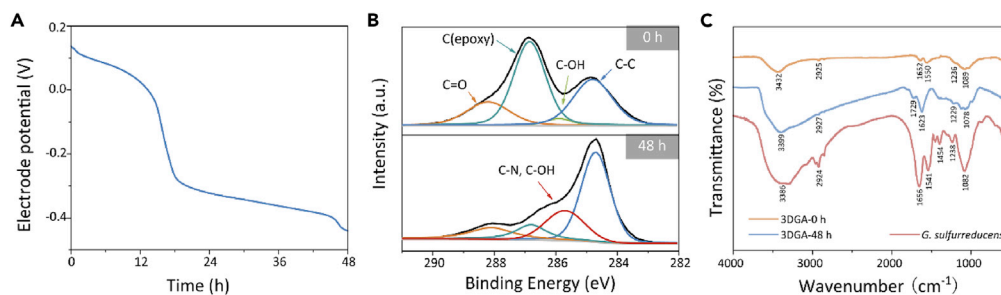 A
Electrode potential (V)
0.2
0.0
-0.2
-0.4
0
12
24
36
48
Time (h)
B
Intensity (a.u.)
0 h
C(epoxy)
C=O
C-OH
C-C
48 h
C-N, C-OH
290
288
286
284
282
Binding Energy (eV)
C
Transmittance (%)
3432
2925
1652
1550
1236
1089
3399
2927
1729
1623
1229
1078
3386
2924
1656
1541
1454
1238
1082
3DGA-0 h
3DGA-48 h
G. sulfurreducens
4000
3000
2000
1000
Wavenumber (cm-1)